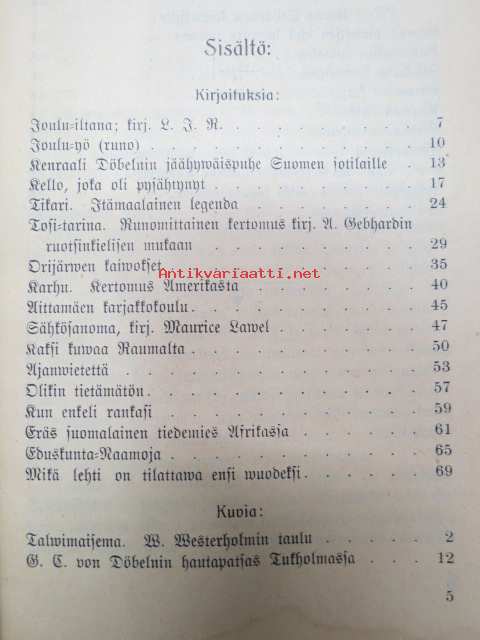 Sisältö:
Kirjoituksia:
Joulu-iltana; kirj. L. J. R. . . . . . . . . . 7
Joulu-yö (runo) . . . . . . . . . . 10
Kenraali Döbelnin jäähywäispuhe Suomen sotilaille . . 13
Kello, joka oli pysähtynyt . . . . . . . . . 17
Tikari. Itämaalainen legenda . . . . . . . . 24
Tosi-tarina. Runomittainen kertomus kirj. A. Gebhardin
ruotsinkielisen mukaan . . . . . . . . 29
Orijärwen kaiwokset . . . . . . . . . . 35
Antikvariaatti.net
Karhu. Kertomus Amerikasta . . . . . . . . 40
Aittamäen karjakkokoulu . . . . . . . . . 45
Sähkösanoma, kirj. Maurice Lawel . . . . . . 47
Kaksi kuwaa Raumalta . . . . . . . . . . 50
Ajanwietettä . . . . . . . . . . . 53
Olikin tietämätön . . . . . . . . . . . 57
Kun enkeli rankasi . . . . . . . . . . 59
Eräs suomalainen tiedemies Afrikassa . . . . . . 61
Eduskunta-Naamoja . . . . . . . . . . 65
Mikä lehti on tilattawa ensi wuodeksi . . . . . . 69
Kuvia:
Talwimaisema. W. Westerholmin taulu . . . . . 2
G. C. von Döbelnin hautapatsas Tukholmassa . . . . 12
5